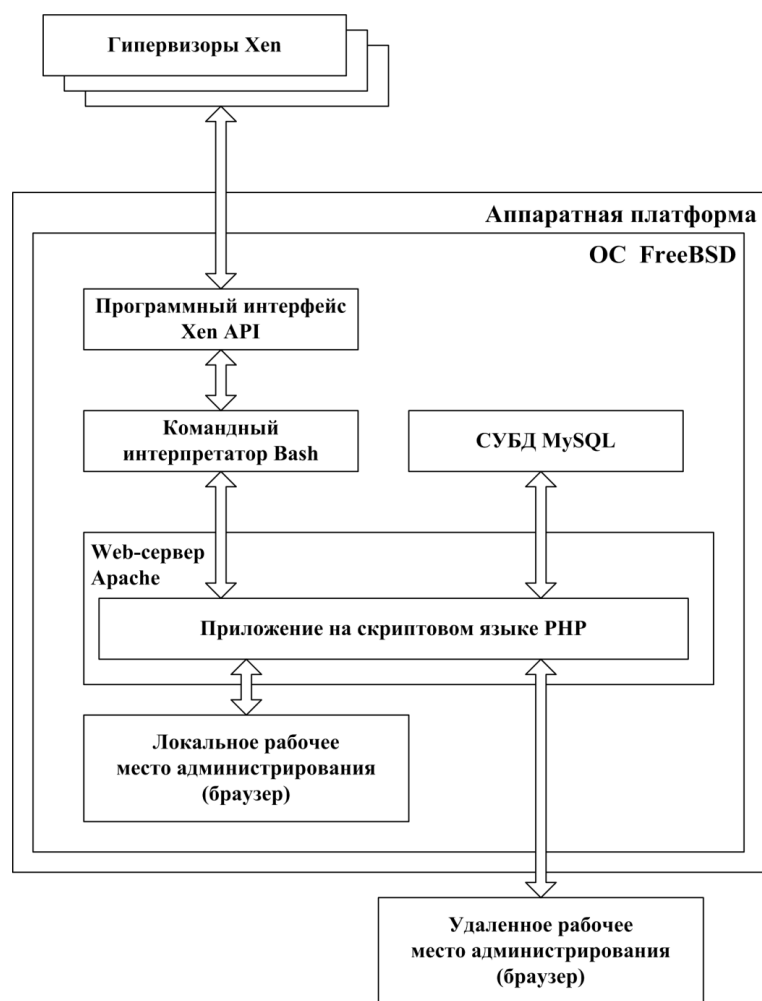 Гипервизоры Xen
Аппаратная платформа
ОС FreeBSD
Программный интерфейс
Xen API
Командный
интерпретатор Bash
СУБД MySQL
Web-сервер
Apache
Приложение на скриптовом языке PHP
Локальное рабочее
место администрирования
(браузер)
Удаленное рабочее
место администрирования
(браузер)